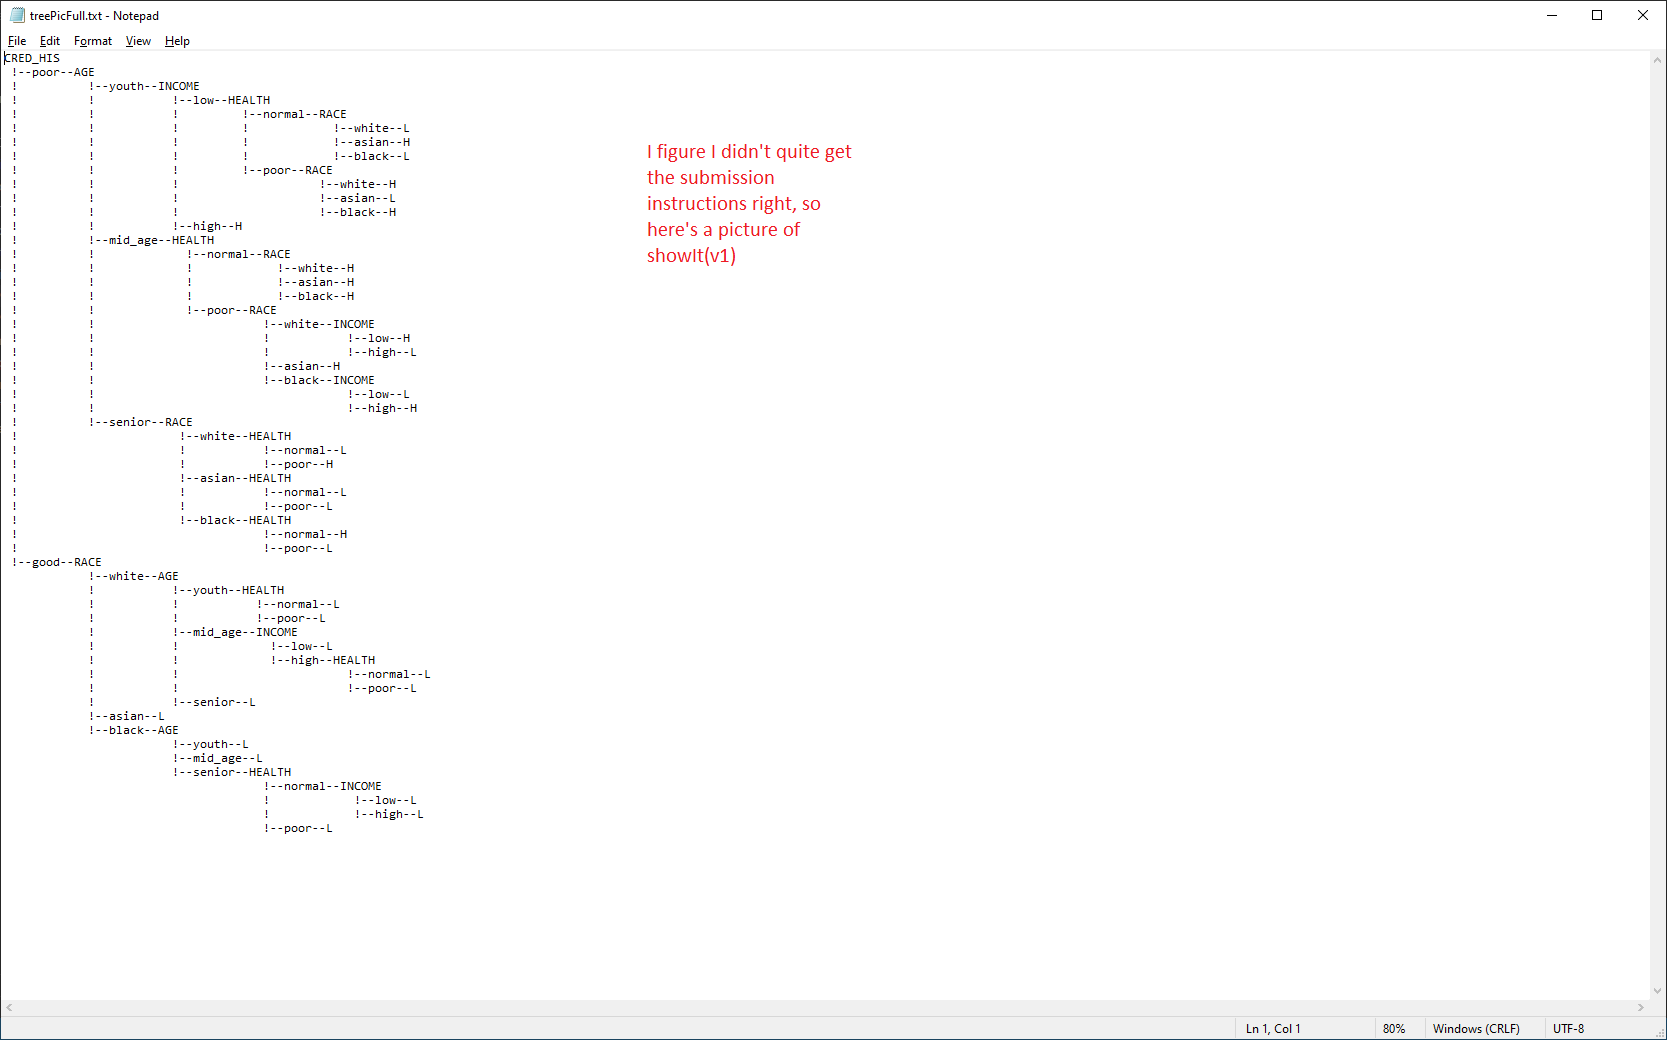 treePicFull.txt - Notepad
File Edit Format View Help
CRED_HIS
 !--poor--AGE
 !          !--youth--INCOME
 !          !           !--low--HEALTH
 !          !           !         !--normal--RACE
 !          !           !         !            !--white--L
 !          !           !         !            !--asian--H
 !          !           !         !            !--black--L
 !          !           !         !--poor--RACE
 !          !           !                    !--white--H
 !          !           !                    !--asian--L
 !          !           !                    !--black--H
 !          !           !--high--H
 !          !--mid_age--HEALTH
 !          !             !--normal--RACE
 !          !             !            !--white--H
 !          !             !            !--asian--H
 !          !             !            !--black--H
 !          !             !--poor--RACE
 !          !                        !--white--INCOME
 !          !                        !           !--low--H
 !          !                        !           !--high--L
 !          !                        !--asian--H
 !          !                        !--black--INCOME
 !          !                                    !--low--L
 !          !                                    !--high--H
 !          !--senior--RACE
 !                       !--white--HEALTH
 !                       !           !--normal--L
 !                       !           !--poor--H
 !                       !--asian--HEALTH
 !                       !           !--normal--L
 !                       !           !--poor--L
 !                       !--black--HEALTH
 !                                   !--normal--H
 !                                   !--poor--L
 !--good--RACE
            !--white--AGE
            !           !--youth--HEALTH
            !           !           !--normal--L
            !           !           !--poor--L
            !           !--mid_age--INCOME
            !           !             !--low--L
            !           !             !--high--HEALTH
            !           !                        !--normal--L
            !           !                        !--poor--L
            !           !--senior--L
            !--asian--L
            !--black--AGE
                        !--youth--L
                        !--mid_age--L
                        !--senior--HEALTH
                                     !--normal--INCOME
                                     !            !--low--L
                                     !            !--high--L
                                     !--poor--L
I figure I didn't quite get
the submission
instructions right, so
here's a picture of
showIt(v1)
Ln 1, Col 1 80% Windows (CRLF) UTF-8